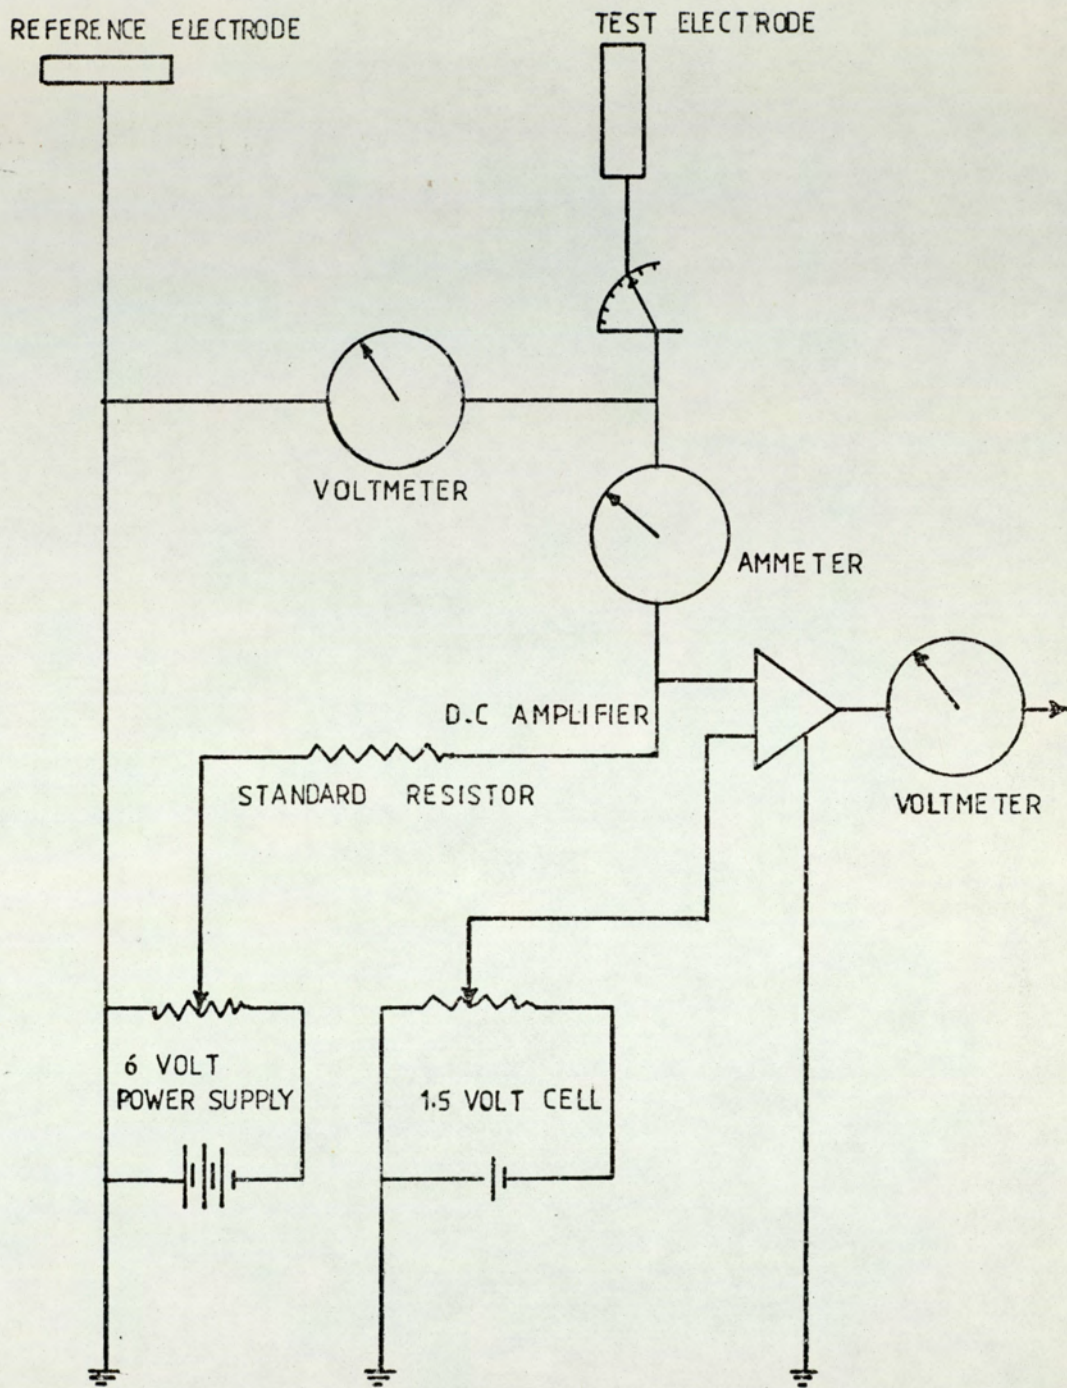 REFERENCE ELECTRODE
TEST ELECTRODE
VOLTMETER
AMMETER
D.C AMPLIFIER
STANDARD RESISTOR
VOLTMETER
6 VOLT
POWER SUPPLY
1.5 VOLT CELL